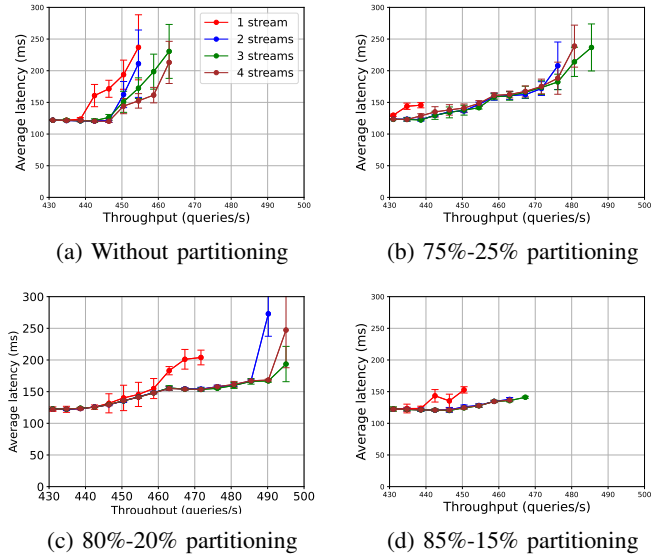 300
250
200
150
100
50
0
Average latency (ms)
1 stream
2 streams
3 streams
4 streams
430 440 450 460 470 480 490 500
Throughput (queries/s)
(a) Without partitioning
300
250
200
150
100
50
0
Average latency (ms)
430 440 450 460 470 480 490 500
Throughput (queries/s)
(b) 75%-25% partitioning
300
250
200
150
100
50
0
Average latency (ms)
430 440 450 460 470 480 490 500
Throughput (queries/s)
(c) 80%-20% partitioning
300
250
200
150
100
50
0
Average latency (ms)
430 440 450 460 470 480 490 500
Throughput (queries/s)
(d) 85%-15% partitioning